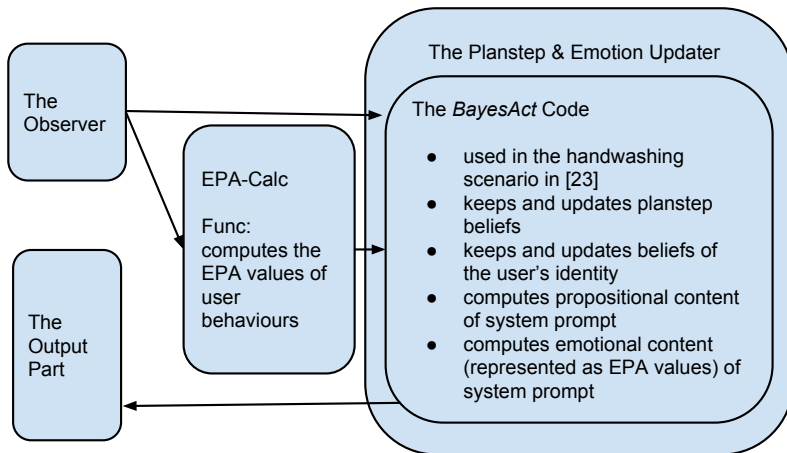 The Planstep & Emotion Updater
The
Observer
The BayesAct Code
EPA-Calc
Func:
computes the
EPA values of
user
behaviours
● used in the handwashing
scenario in [23]
● keeps and updates planstep
beliefs
● keeps and updates beliefs of
the user's identity
● computes propositional content
of system prompt
● computes emotional content
(represented as EPA values) of
system prompt
The
Output
Part